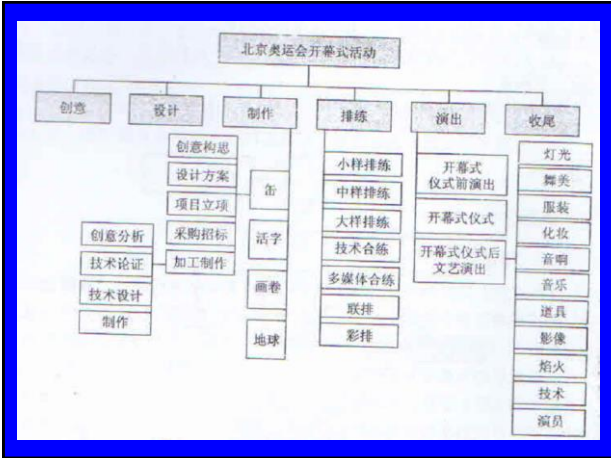 北京奥运会开幕式活动
创意
设计
制作
排练
演出
收尾
创意构思
设计方案
项目立项
采购招标
加工制作
创意分析
技术论证
技术设计
制作
缶
活字
画卷
地球
小样排练
中样排练
大样排练
技术合练
多媒体合练
联排
彩排
开幕式
仪式前演出
开幕式仪式
开幕式仪式后
文艺演出
灯光
舞美
服装
化妆
音响
音乐
道具
影像
焰火
技术
演员